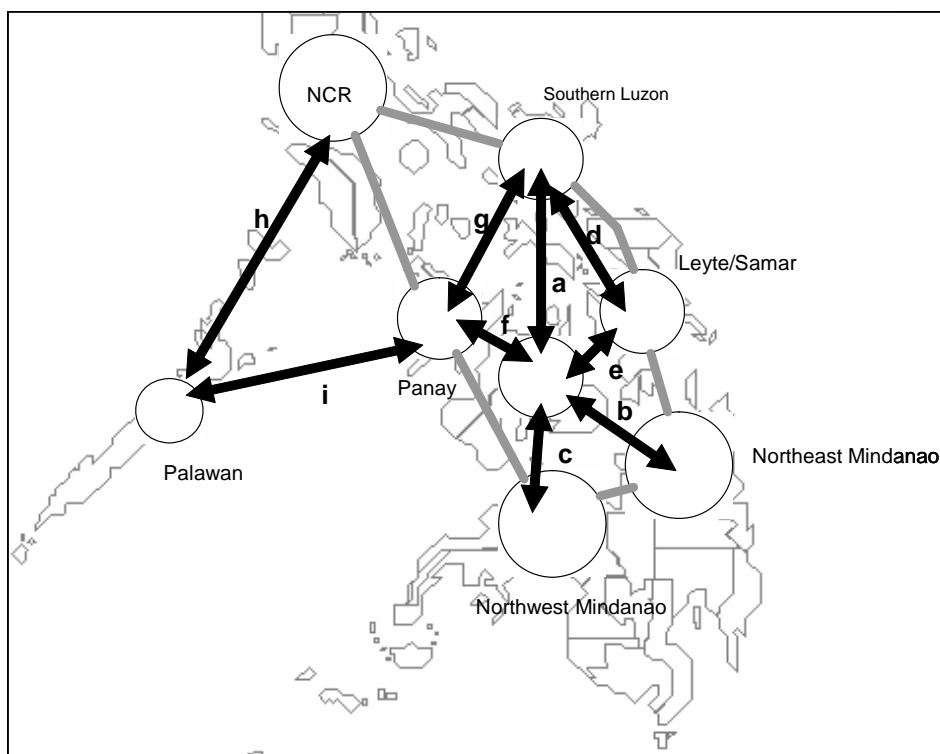 NCR
Southern Luzon
h
g
d
Leyte/Samar
a
f
e
Panay
i
b
Palawan
c
Northeast Mindanao
Northwest Mindanao